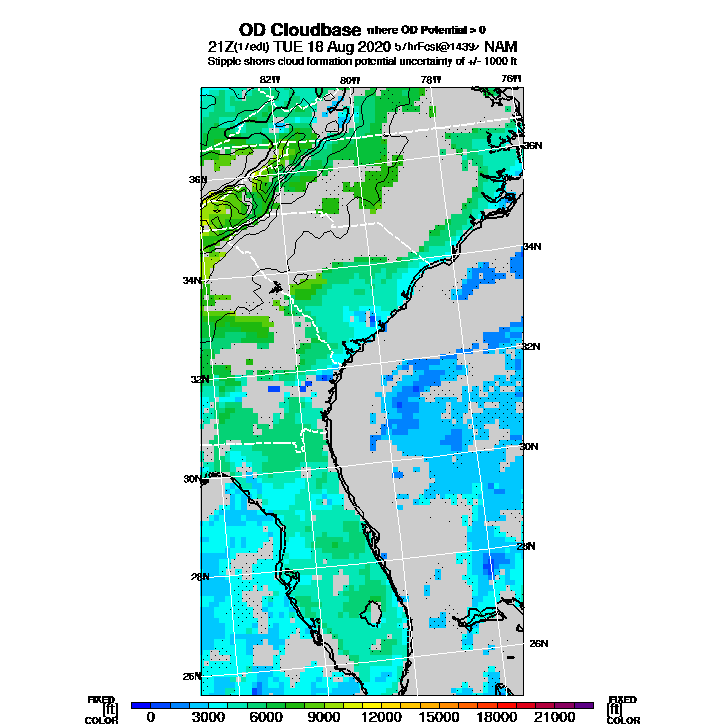 OD Cloudbase where OD Potential > 0
21Z(17edt) TUE 18 Aug 2020 57hrFcst@1439z NAM
Stipple shows cloud formation potential uncertainty of +/- 1000 ft
82W 80W 78W 76W
36N
36N
34N
34N
32N
32N
30N
30N
28N
28N
26N
26N
FIXED FIXED
[ft] [ft]
COLOR 0 3000 6000 9000 12000 15000 18000 21000 COLOR